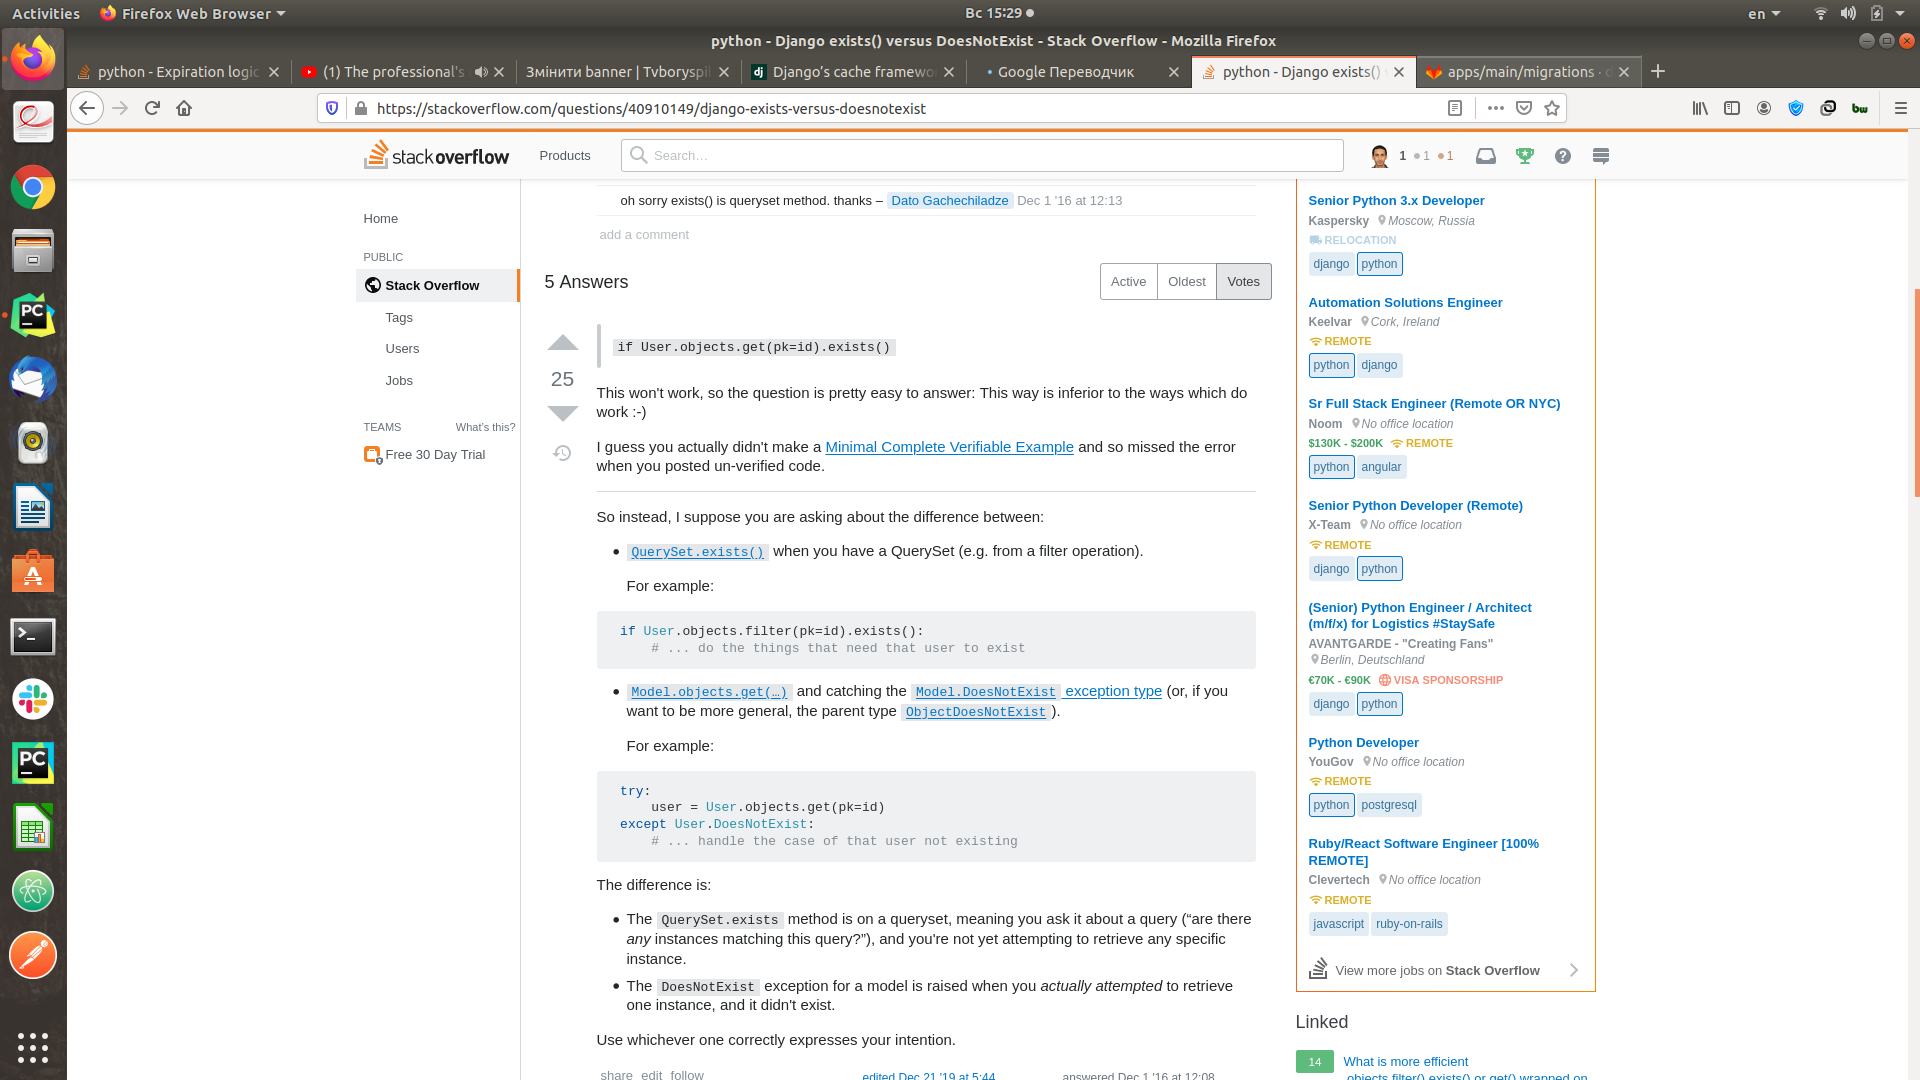 Activities
Firefox Web Browser
Вс 15:29
en
python - Django exists() versus DoesNotExist - Stack Overflow - Mozilla Firefox
python - Expiration logic
(1) The professional's
Змінити banner | Tvboryspil
Django's cache framewo
Google Переводчик
python - Django exists()
apps/main/migrations ·
https://stackoverflow.com/questions/40910149/django-exists-versus-doesnotexist
stackoverflow
Products
Search…
1
1
1
Home
PUBLIC
Stack Overflow
Tags
Users
Jobs
TEAMS
What's this?
Free 30 Day Trial
oh sorry exists() is queryset method. thanks – Dato Gachechiladze Dec 1 '16 at 12:13
add a comment
5 Answers
Active
Oldest
Votes
25
if User.objects.get(pk=id).exists()
This won't work, so the question is pretty easy to answer: This way is inferior to the ways which do
work :-)
I guess you actually didn't make a Minimal Complete Verifiable Example and so missed the error
when you posted un-verified code.
So instead, I suppose you are asking about the difference between:
QuerySet.exists() when you have a QuerySet (e.g. from a filter operation).
For example:
if User.objects.filter(pk=id).exists():
# ... do the things that need that user to exist
Model.objects.get(…) and catching the Model.DoesNotExist exception type (or, if you
want to be more general, the parent type ObjectDoesNotExist).
For example:
try:
user = User.objects.get(pk=id)
except User.DoesNotExist:
# ... handle the case of that user not existing
The difference is:
The QuerySet.exists method is on a queryset, meaning you ask it about a query (“are there
any instances matching this query?”), and you're not yet attempting to retrieve any specific
instance.
The DoesNotExist exception for a model is raised when you actually attempted to retrieve
one instance, and it didn't exist.
Use whichever one correctly expresses your intention.
share edit follow
edited Dec 21 '19 at 5:44
answered Dec 1 '16 at 12:08
Senior Python 3.x Developer
Kaspersky Moscow, Russia
RELOCATION
django python
Automation Solutions Engineer
Keelvar Cork, Ireland
REMOTE
python django
Sr Full Stack Engineer (Remote OR NYC)
Noom No office location
$130K - $200K REMOTE
python angular
Senior Python Developer (Remote)
X-Team No office location
REMOTE
django python
(Senior) Python Engineer / Architect
(m/f/x) for Logistics #StaySafe
AVANTGARDE - "Creating Fans"
Berlin, Deutschland
€70K - €90K VISA SPONSORSHIP
django python
Python Developer
YouGov No office location
REMOTE
python postgresql
Ruby/React Software Engineer [100%
REMOTE]
Clevertech No office location
REMOTE
javascript ruby-on-rails
View more jobs on Stack Overflow
Linked
14
What is more efficient
.objects.filter().exists() or get() wrapped on